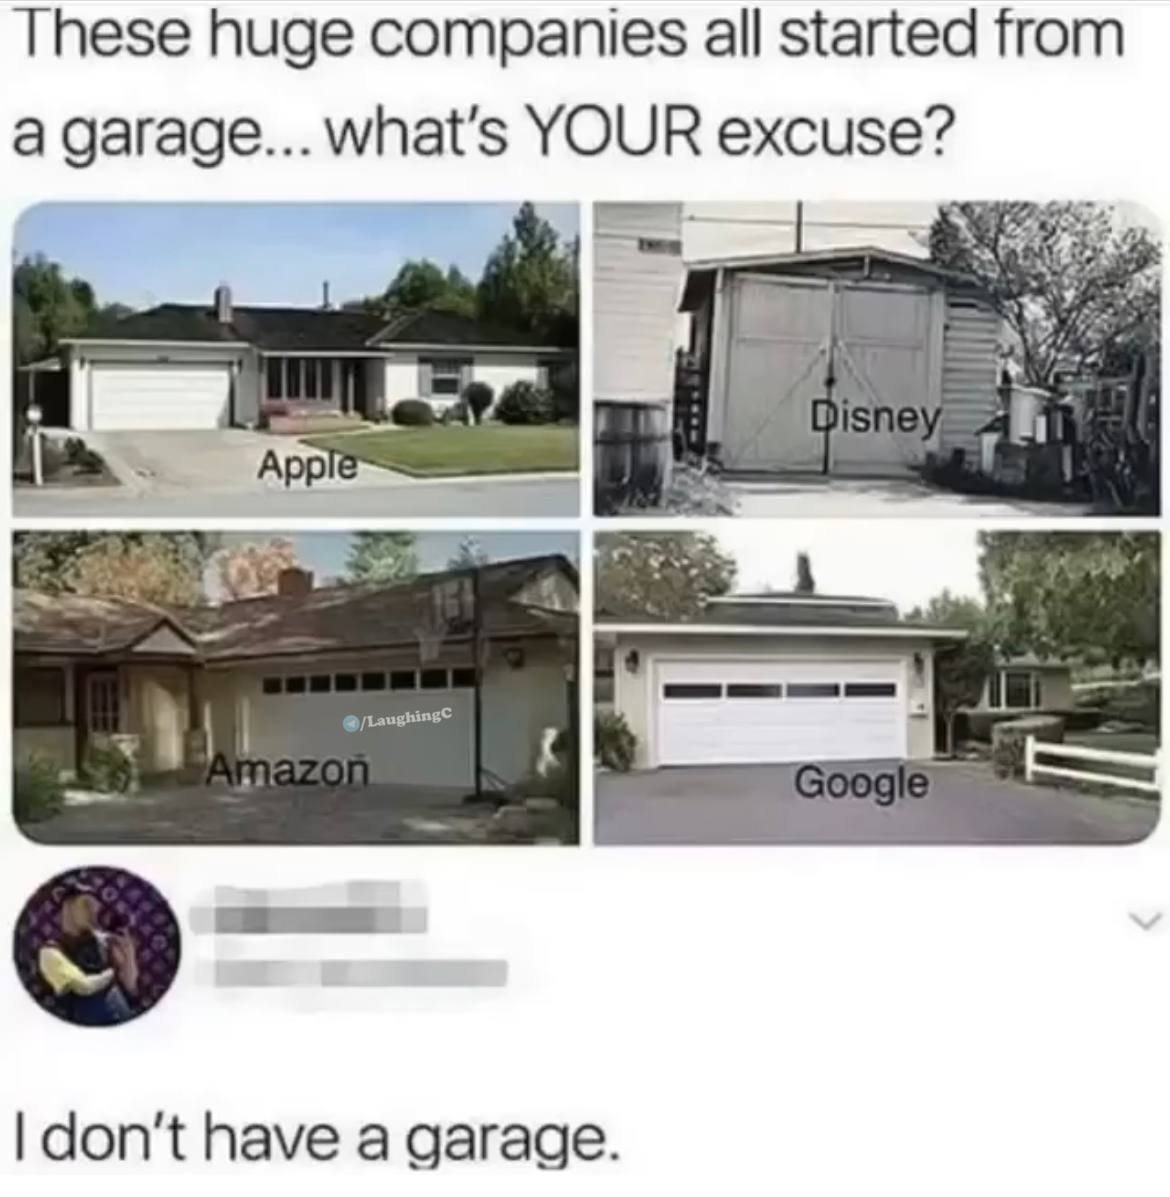 These huge companies all started from
a garage... what's YOUR excuse?
Apple
Disney
/LaughingC
Amazon
Google
I don't have a garage.